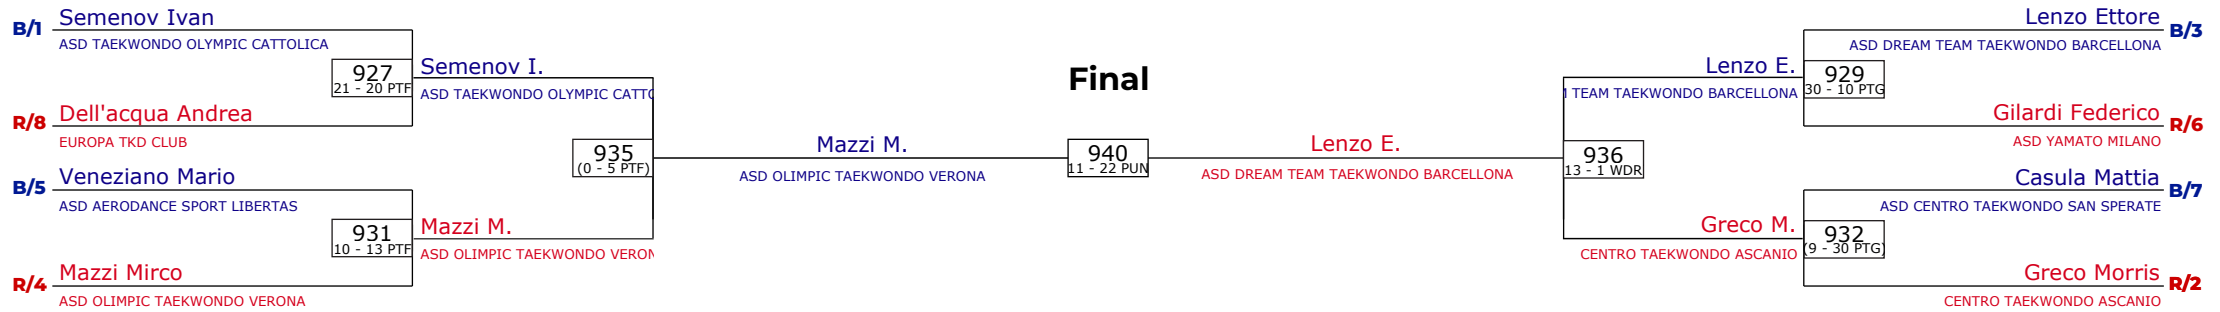 B/1 Semenov Ivan
ASD TAEKWONDO OLYMPIC CATTOLICA
927
21 - 20 PTF
R/8 Dell'acqua Andrea
EUROPA TKD CLUB
B/5 Veneziano Mario
ASD AERODANCE SPORT LIBERTAS
931
10 - 13 PTF
R/4 Mazzi Mirco
ASD OLIMPIC TAEKWONDO VERONA
Semenov I.
ASD TAEKWONDO OLYMPIC CATTO
935
(0 - 5 PTF)
Mazzi M.
ASD OLIMPIC TAEKWONDO VERON
Final
Mazzi M.
ASD OLIMPIC TAEKWONDO VERONA
940
11 - 22 PUN
Lenzo E.
ASD DREAM TEAM TAEKWONDO BARCELLONA
Lenzo E.
TEAM TAEKWONDO BARCELLONA
936
13 - 1 WDR
Greco M.
CENTRO TAEKWONDO ASCANIO
Lenzo Ettore B/3
ASD DREAM TEAM TAEKWONDO BARCELLONA
929
30 - 10 PTG
Gilardi Federico R/6
ASD YAMATO MILANO
Casula Mattia B/7
ASD CENTRO TAEKWONDO SAN SPERATE
932
(9 - 30 PTG)
Greco Morris R/2
CENTRO TAEKWONDO ASCANIO